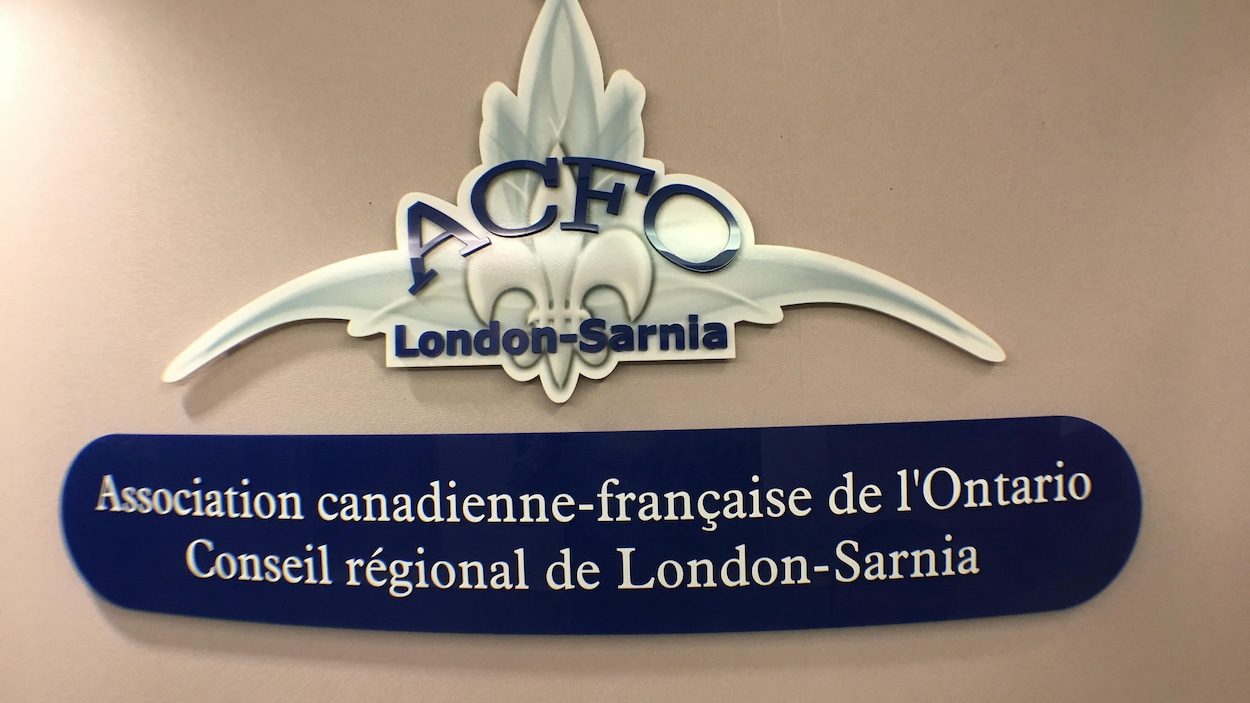 ACFO
London-Sarnia
Association canadienne-française de l'Ontario
Conseil régional de London-Sarnia